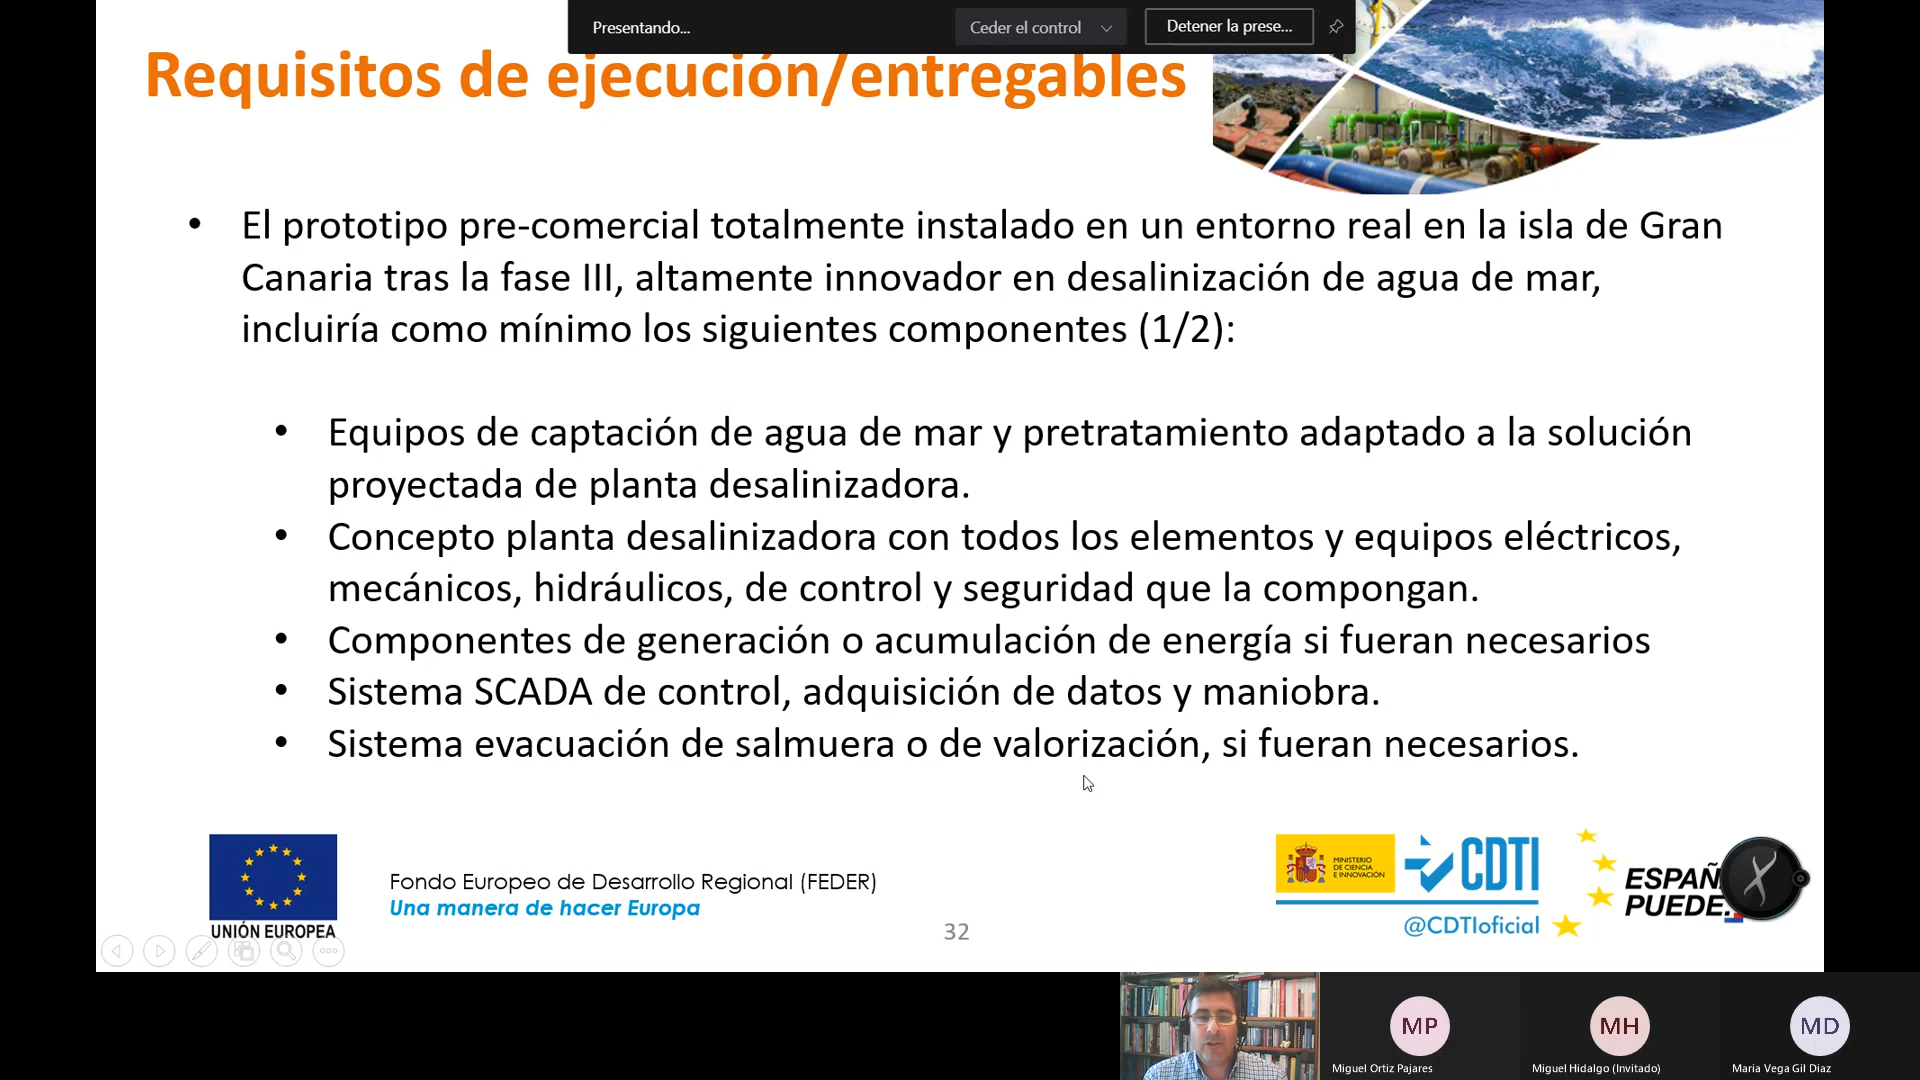 Presentando...
Ceder el control
Detener la prese...
Requisitos de ejecución/entregables
• El prototipo pre-comercial totalmente instalado en un entorno real en la isla de Gran
Canaria tras la fase III, altamente innovador en desalinización de agua de mar,
incluiría como mínimo los siguientes componentes (1/2):
• Equipos de captación de agua de mar y pretratamiento adaptado a la solución
proyectada de planta desalinizadora.
• Concepto planta desalinizadora con todos los elementos y equipos eléctricos,
mecánicos, hidráulicos, de control y seguridad que la compongan.
• Componentes de generación o acumulación de energía si fueran necesarios
• Sistema SCADA de control, adquisición de datos y maniobra.
• Sistema evacuación de salmuera o de valorización, si fueran necesarios.
UNIÓN EUROPEA
Fondo Europeo de Desarrollo Regional (FEDER)
Una manera de hacer Europa
32
MINISTERIO
DE CIENCIA
E INNOVACIÓN
CDTI
@CDTIoficial
ESPAÑ
PUEDE.
MP
MH
MD
Miguel Ortiz Pajares
Miguel Hidalgo (Invitado)
Maria Vega Gil Diaz